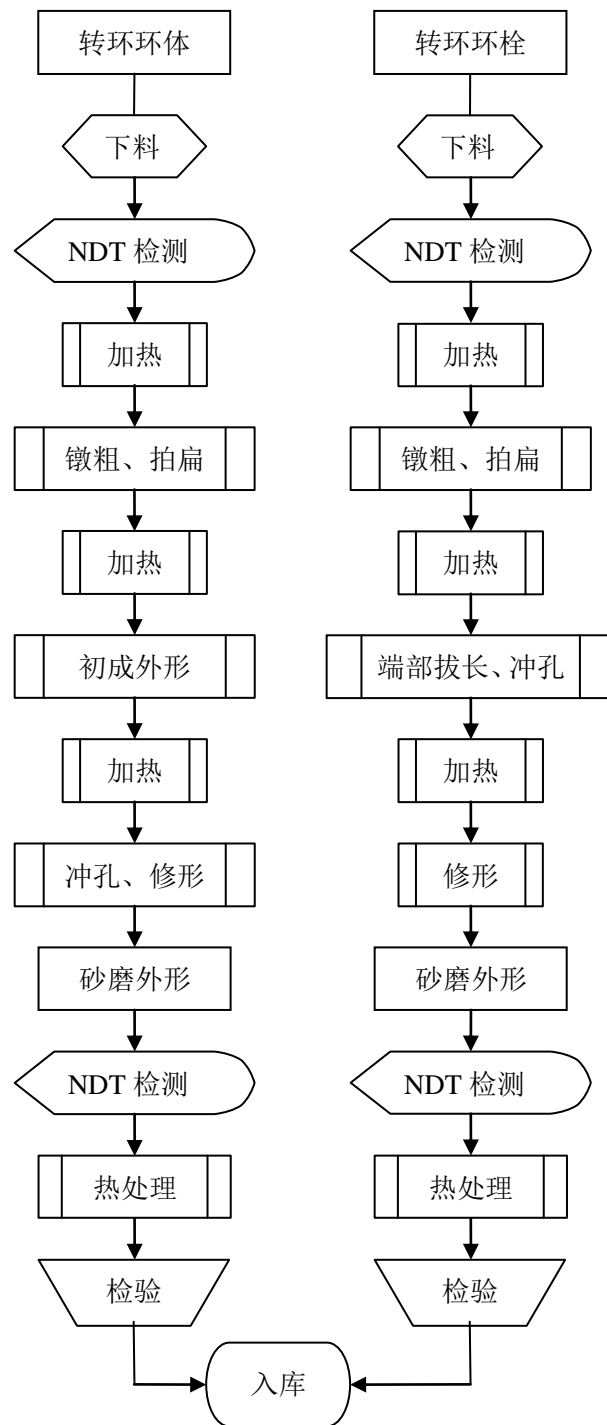 转环环体
下料
NDT 检测
加热
镦粗、拍扁
加热
初成外形
加热
冲孔、修形
砂磨外形
NDT 检测
热处理
检验
转环环栓
下料
NDT 检测
加热
镦粗、拍扁
加热
端部拔长、冲孔
加热
修形
砂磨外形
NDT 检测
热处理
检验
入库